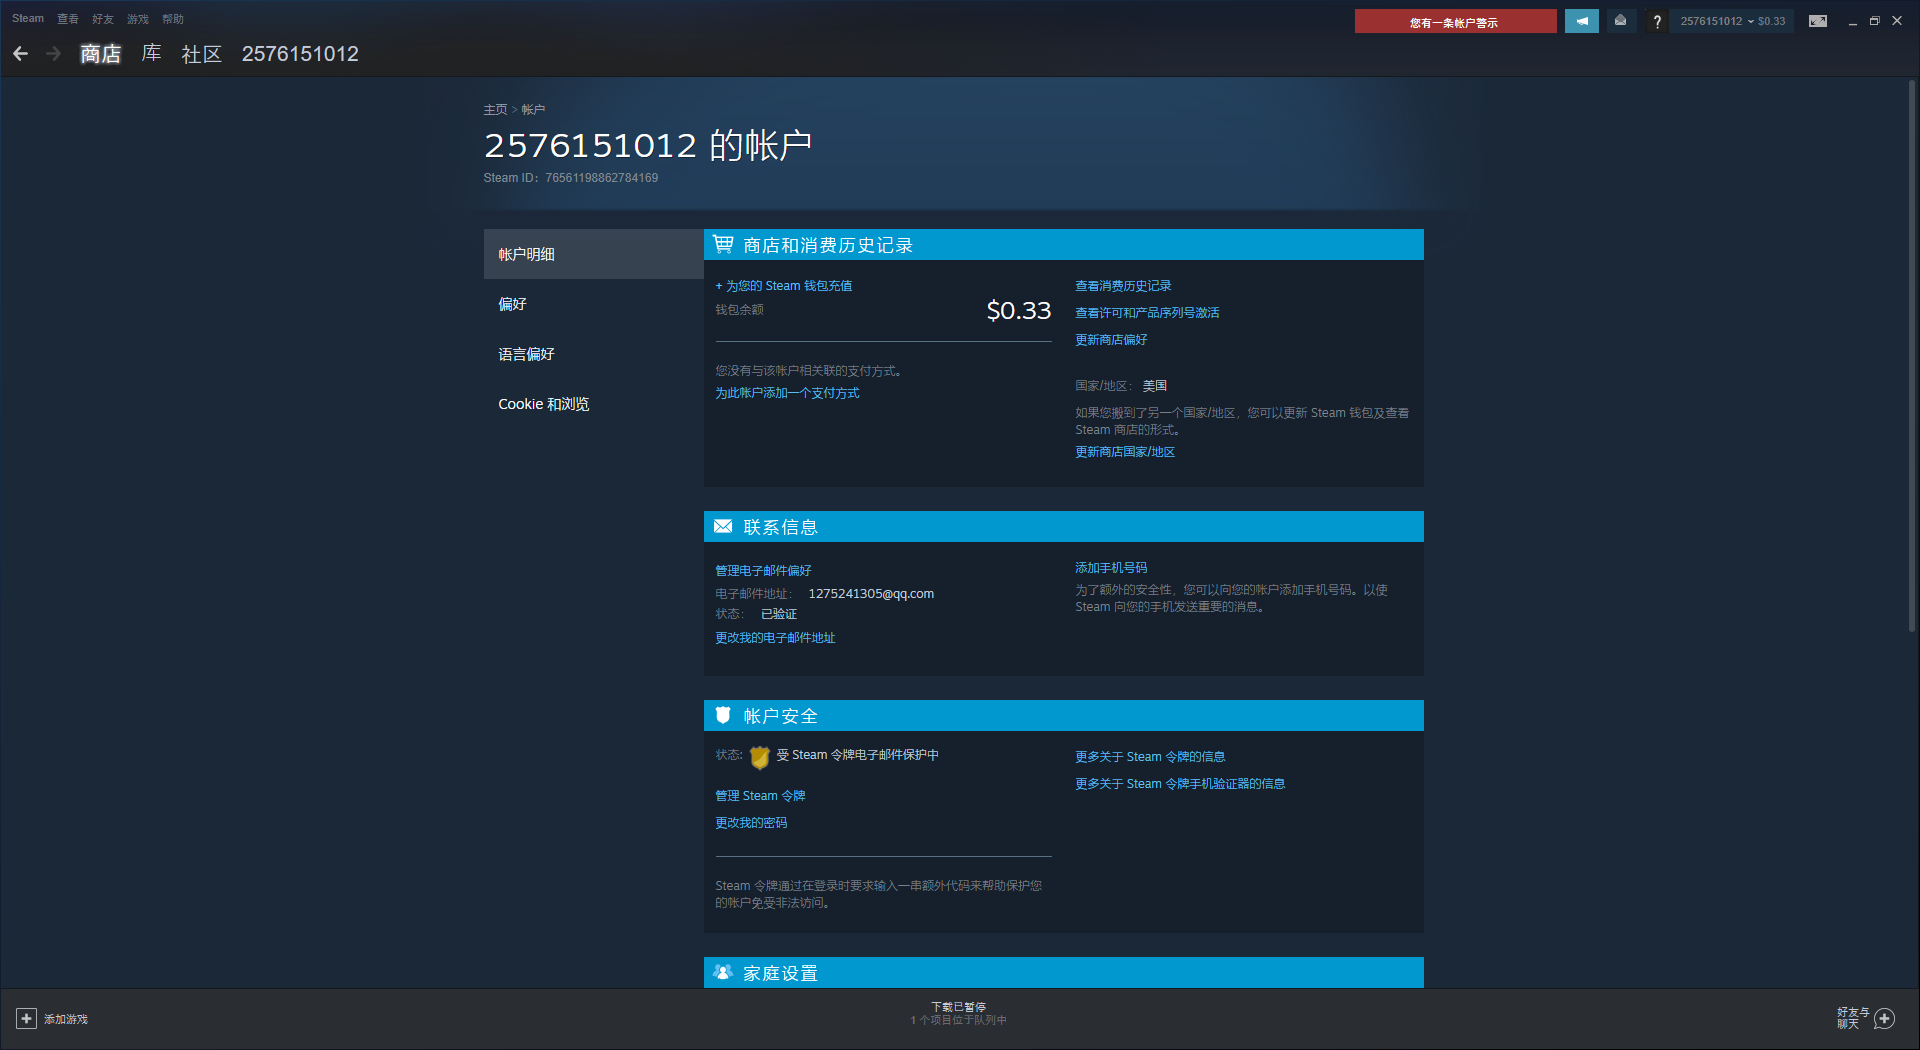 Steam 查看 好友 游戏 帮助
您有一条帐户警示
? 2576151012 $0.33
商店 库 社区 2576151012
主页 > 帐户
2576151012 的帐户
Steam ID：76561198862784169
帐户明细
偏好
语言偏好
Cookie 和浏览
商店和消费历史记录
+ 为您的 Steam 钱包充值
钱包余额
$0.33
您没有与该帐户相关联的支付方式。
为此帐户添加一个支付方式
查看消费历史记录
查看许可和产品序列号激活
更新商店偏好
国家/地区： 美国
如果您搬到了另一个国家/地区，您可以更新 Steam 钱包及查看
Steam 商店的形式。
更新商店国家/地区
联系信息
管理电子邮件偏好
电子邮件地址： 1275241305@qq.com
状态： 已验证
更改我的电子邮件地址
添加手机号码
为了额外的安全性，您可以向您的帐户添加手机号码。以使
Steam 向您的手机发送重要的消息。
帐户安全
状态: 受 Steam 令牌电子邮件保护中
管理 Steam 令牌
更改我的密码
Steam 令牌通过在登录时要求输入一串额外代码来帮助保护您
的帐户免受非法访问。
更多关于 Steam 令牌的信息
更多关于 Steam 令牌手机验证器的信息
家庭设置
添加游戏
下载已暂停
1 个项目位于队列中
好友与
聊天